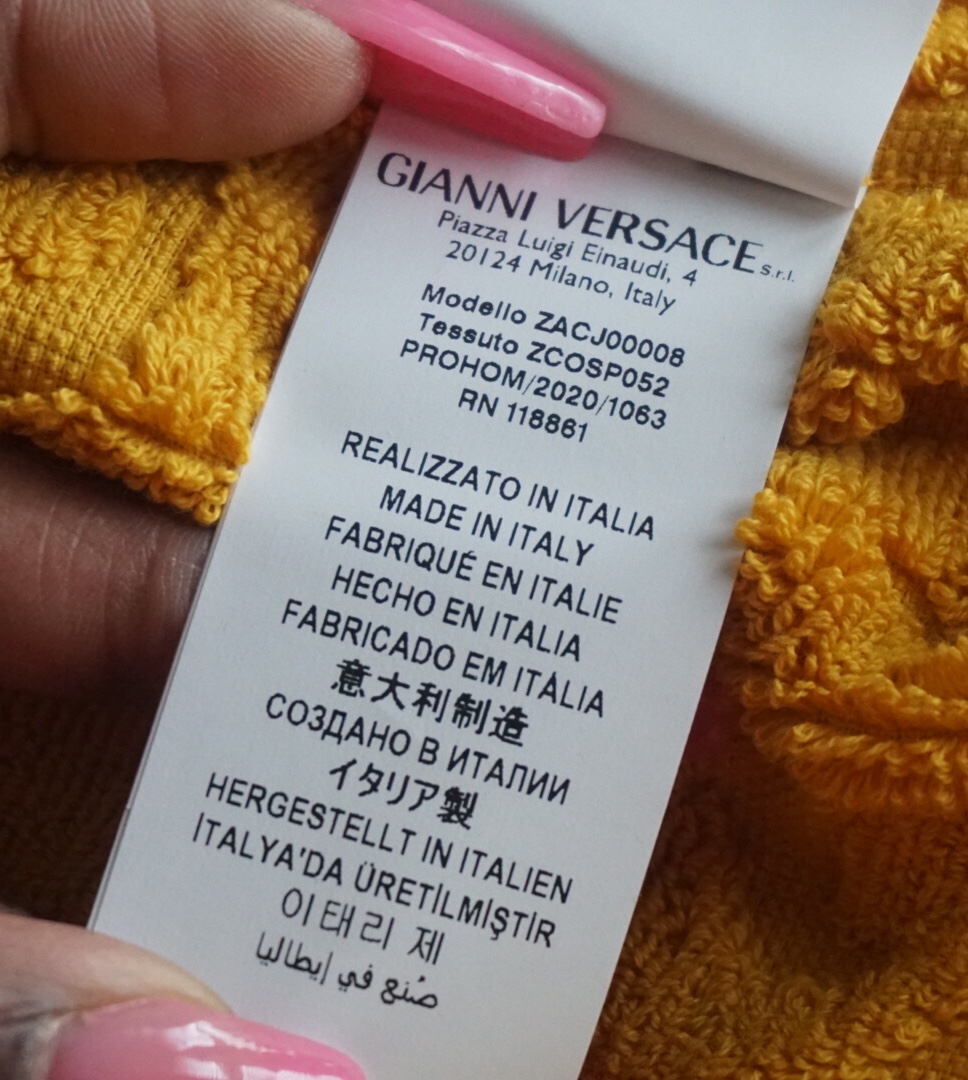 GIANNI VERSACE s.r.l.
Piazza Luigi Einaudi, 4
20124 Milano, Italy
Modello ZACJ00008
Tessuto ZCOSP052
PROHOM/2020/1063
RN 118861
REALIZZATO IN ITALIA
MADE IN ITALY
FABRIQUÉ EN ITALIE
HECHO EN ITALIA
FABRICADO EM ITÁLIA
意大利制造
СОЗДАНО В ИТАЛИИ
イタリア製
HERGESTELLT IN ITALIEN
İTALYA'DA ÜRETİLMİŞTİR
이태리 제
صُنع في إيطاليا